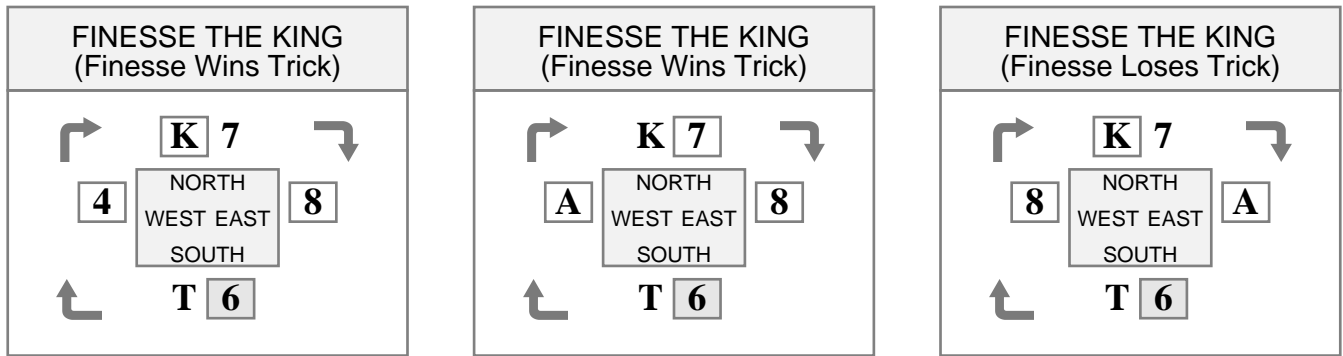 FINESSE THE KING
(Finesse Wins Trick)
K 7
NORTH
4 WEST EAST 8
SOUTH
T 6
FINESSE THE KING
(Finesse Wins Trick)
K 7
NORTH
A WEST EAST 8
SOUTH
T 6
FINESSE THE KING
(Finesse Loses Trick)
K 7
NORTH
8 WEST EAST A
SOUTH
T 6